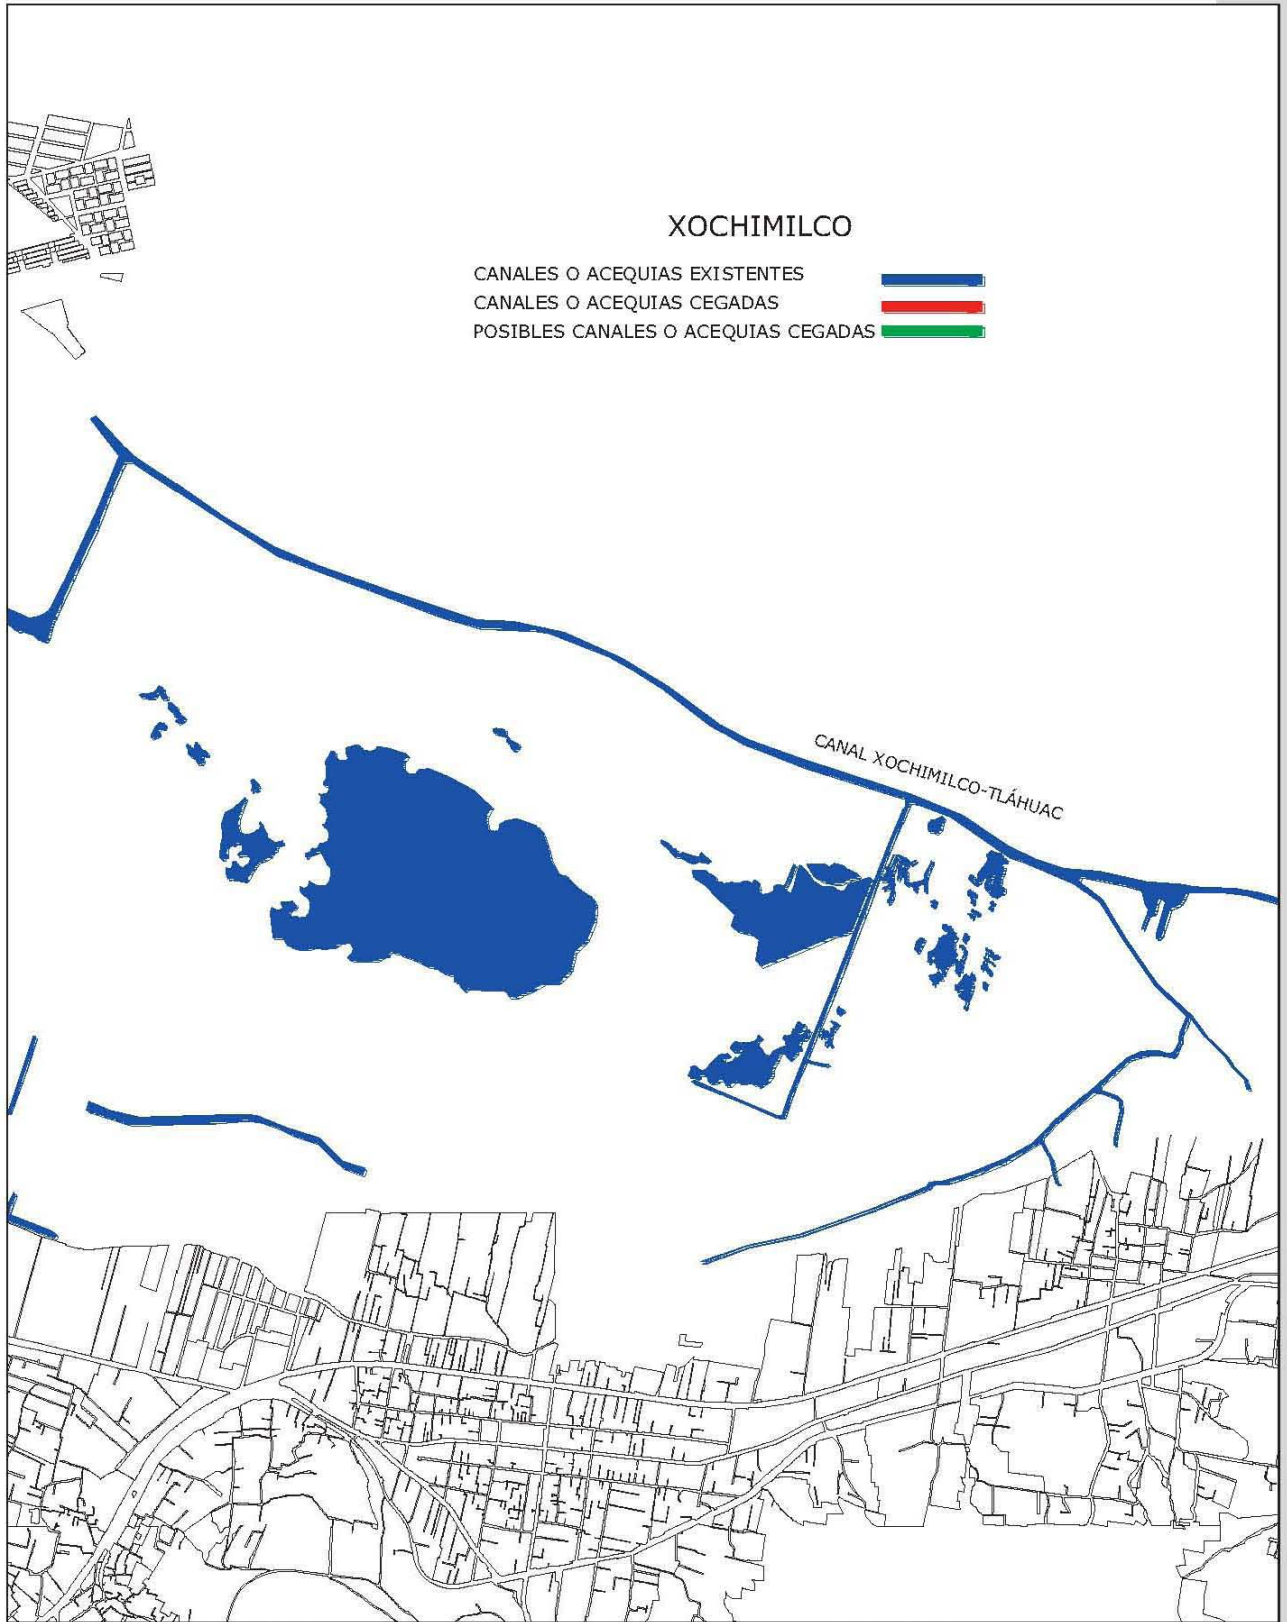 XOCHIMILCO
CANALES O ACEQUIAS EXISTENTES
CANALES O ACEQUIAS CEGADAS
POSIBLES CANALES O ACEQUIAS CEGADAS
CANAL XOCHIMILCO-TLÁHUAC